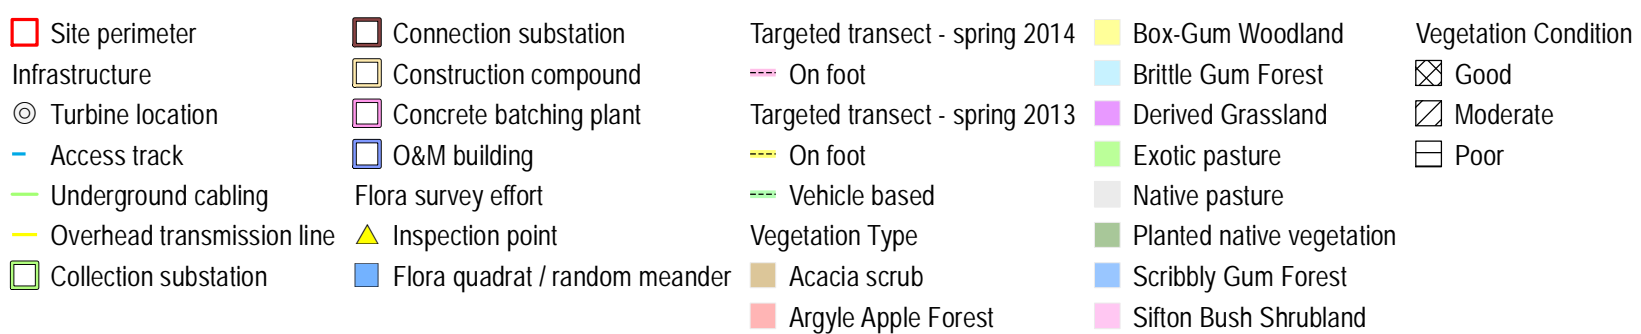 Site perimeter
Infrastructure
Turbine location
Access track
Underground cabling
Overhead transmission line
Collection substation
Connection substation
Construction compound
Concrete batching plant
O&M building
Flora survey effort
Inspection point
Flora quadrat / random meander
Targeted transect - spring 2014
On foot
Targeted transect - spring 2013
On foot
Vehicle based
Vegetation Type
Acacia scrub
Argyle Apple Forest
Box-Gum Woodland
Brittle Gum Forest
Derived Grassland
Exotic pasture
Native pasture
Planted native vegetation
Scribbly Gum Forest
Sifton Bush Shrubland
Vegetation Condition
Good
Moderate
Poor